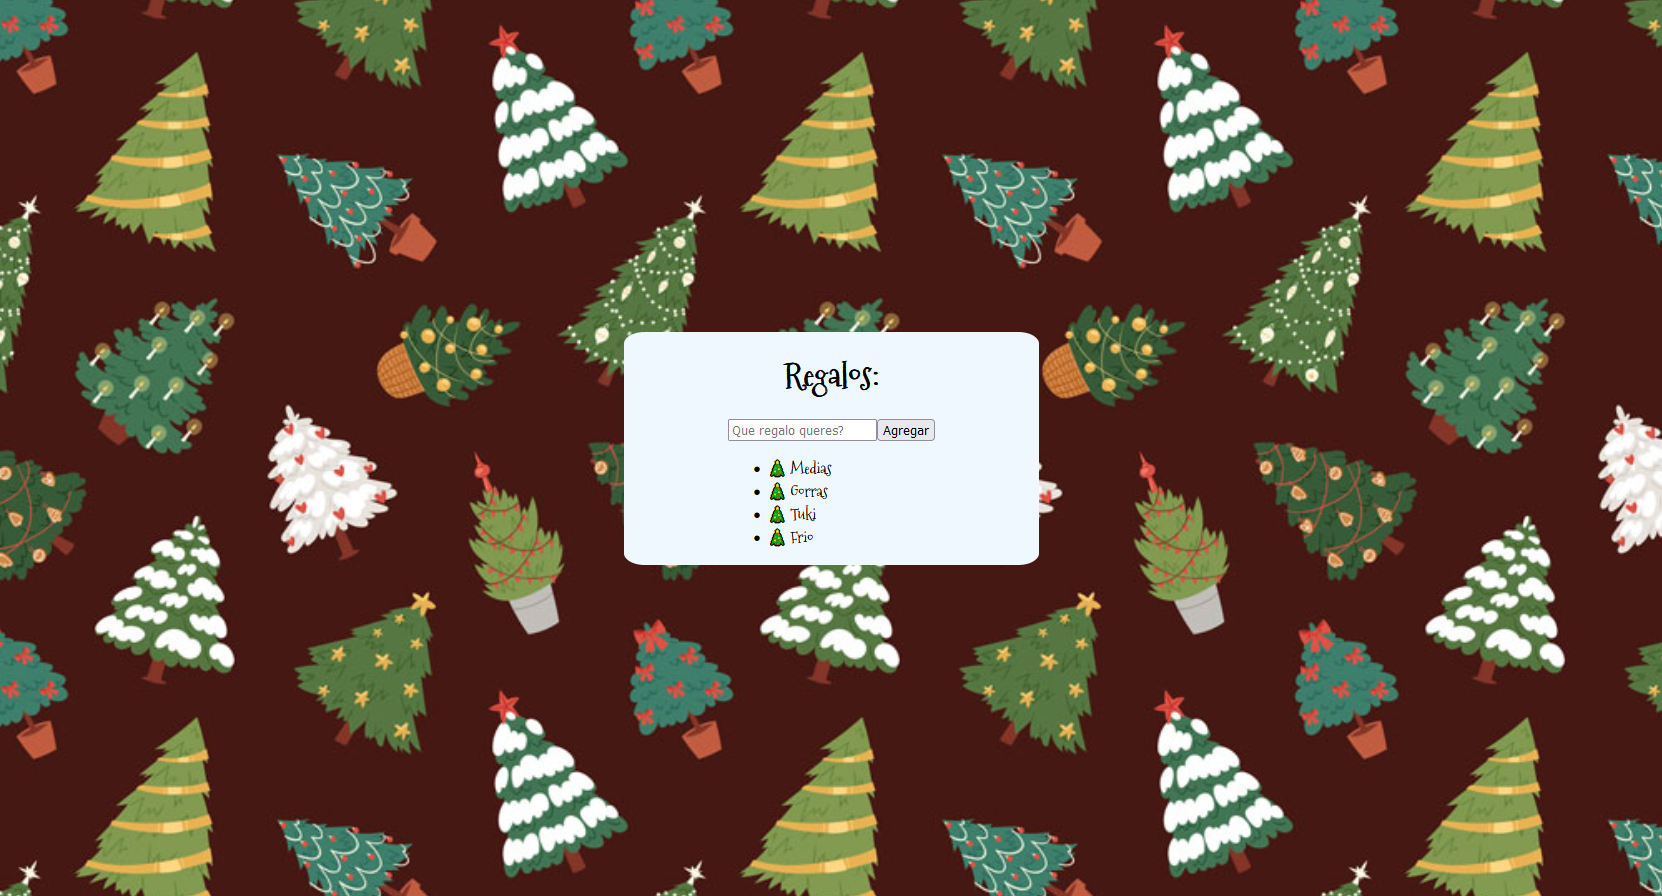 Regalos:
Que regalo queres? Agregar
🎄 Medias
🎄 Gorras
🎄 Tuki
🎄 Frio